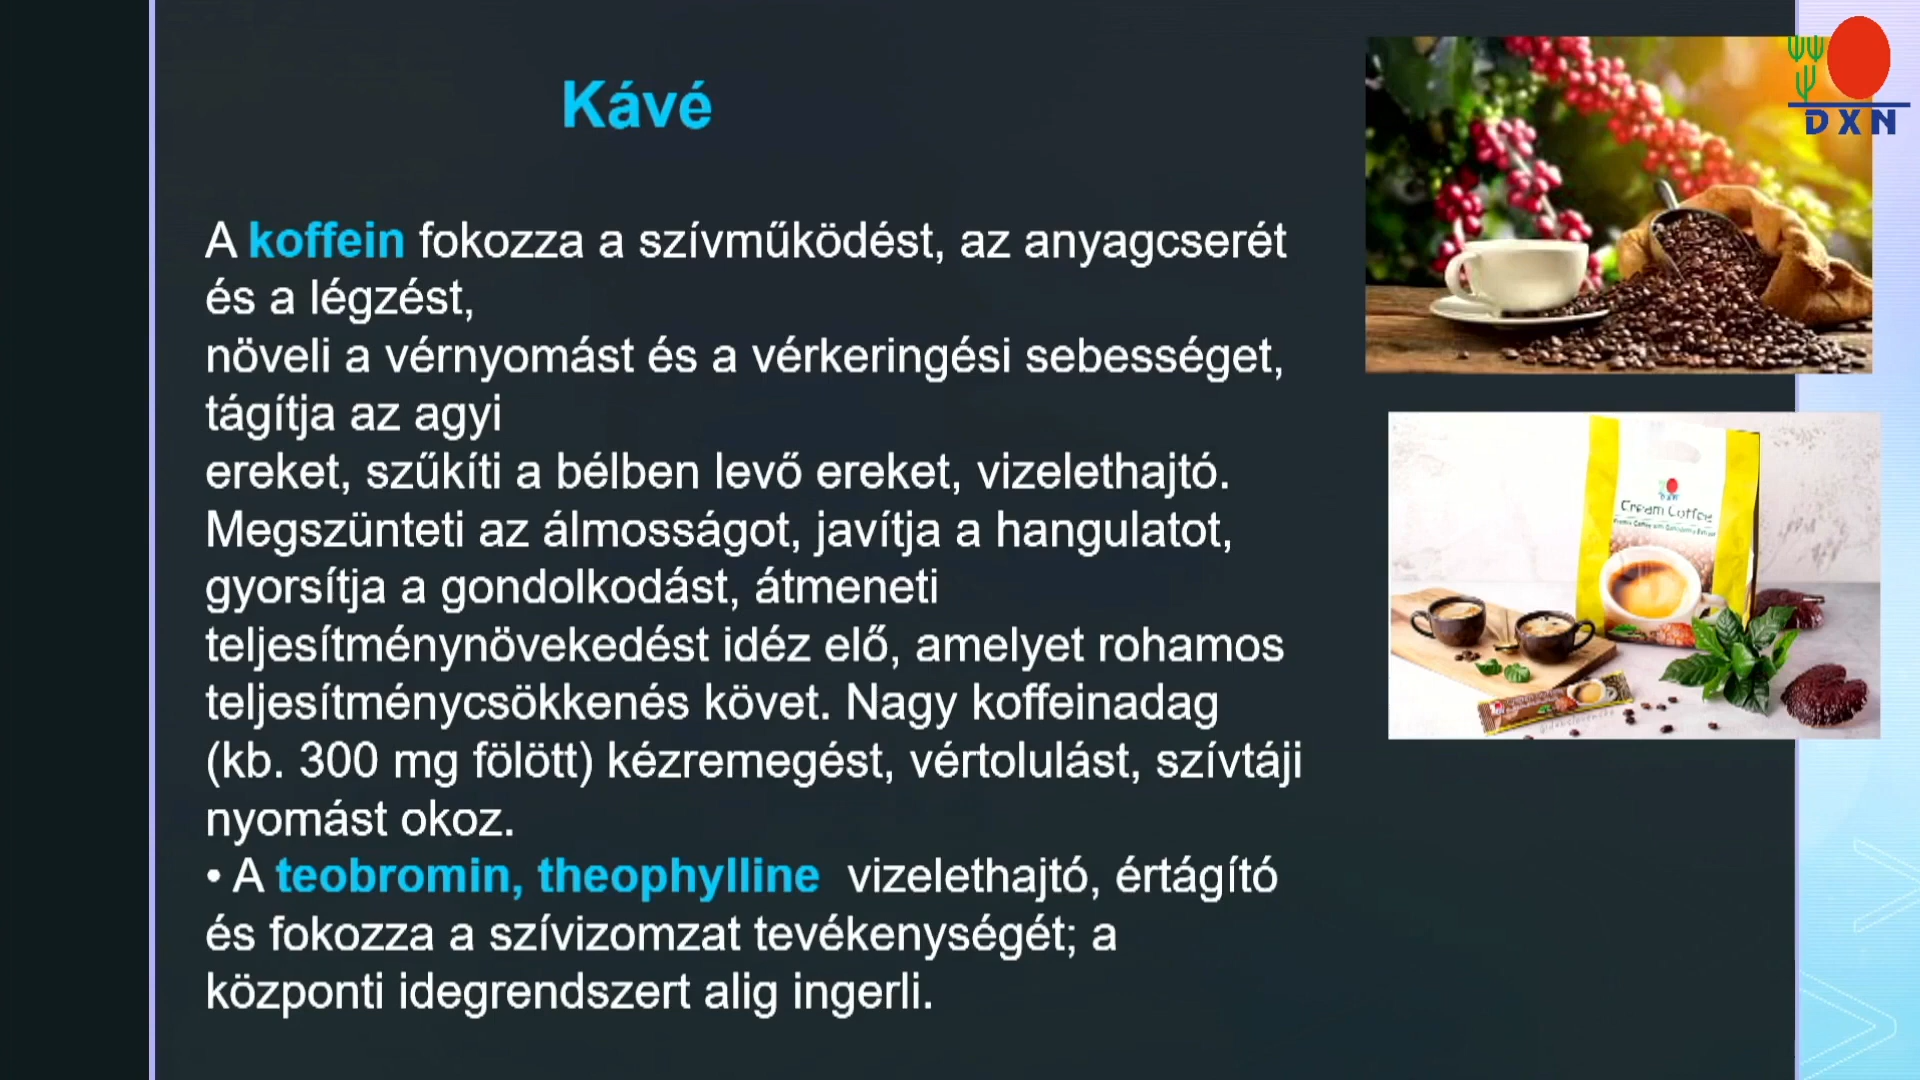 Kávé
A koffein fokozza a szívműködést, az anyagcserét
és a légzést,
növeli a vérnyomást és a vérkeringési sebességet,
tágítja az agyi
ereket, szűkíti a bélben levő ereket, vizelethajtó.
Megszünteti az álmosságot, javítja a hangulatot,
gyorsítja a gondolkodást, átmeneti
teljesítménynövekedést idéz elő, amelyet rohamos
teljesítménycsökkenés követ. Nagy koffeinadag
(kb. 300 mg fölött) kézremegést, vértolulást, szívtáji
nyomást okoz.
• A teobromin, theophylline vizelethajtó, értágító
és fokozza a szívizomzat tevékenységét; a
központi idegrendszert alig ingerli.
DXN
DXN
Cream Coffee